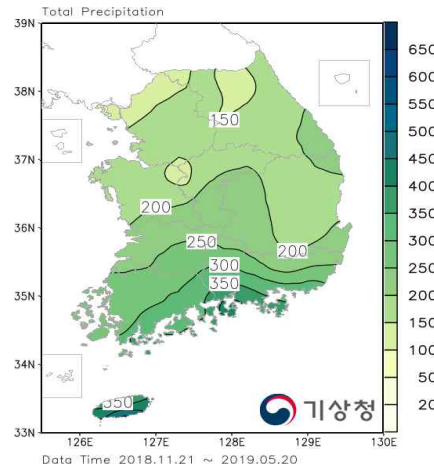 Total Precipitation
39N
38N
37N
36N
35N
34N
33N
126E 127E 128E 129E 130E
150
200
200
250
300
350
350
650
600
550
500
450
400
350
300
250
200
150
100
50
20
기상청
Data Time 2018.11.21 ~ 2019.05.20